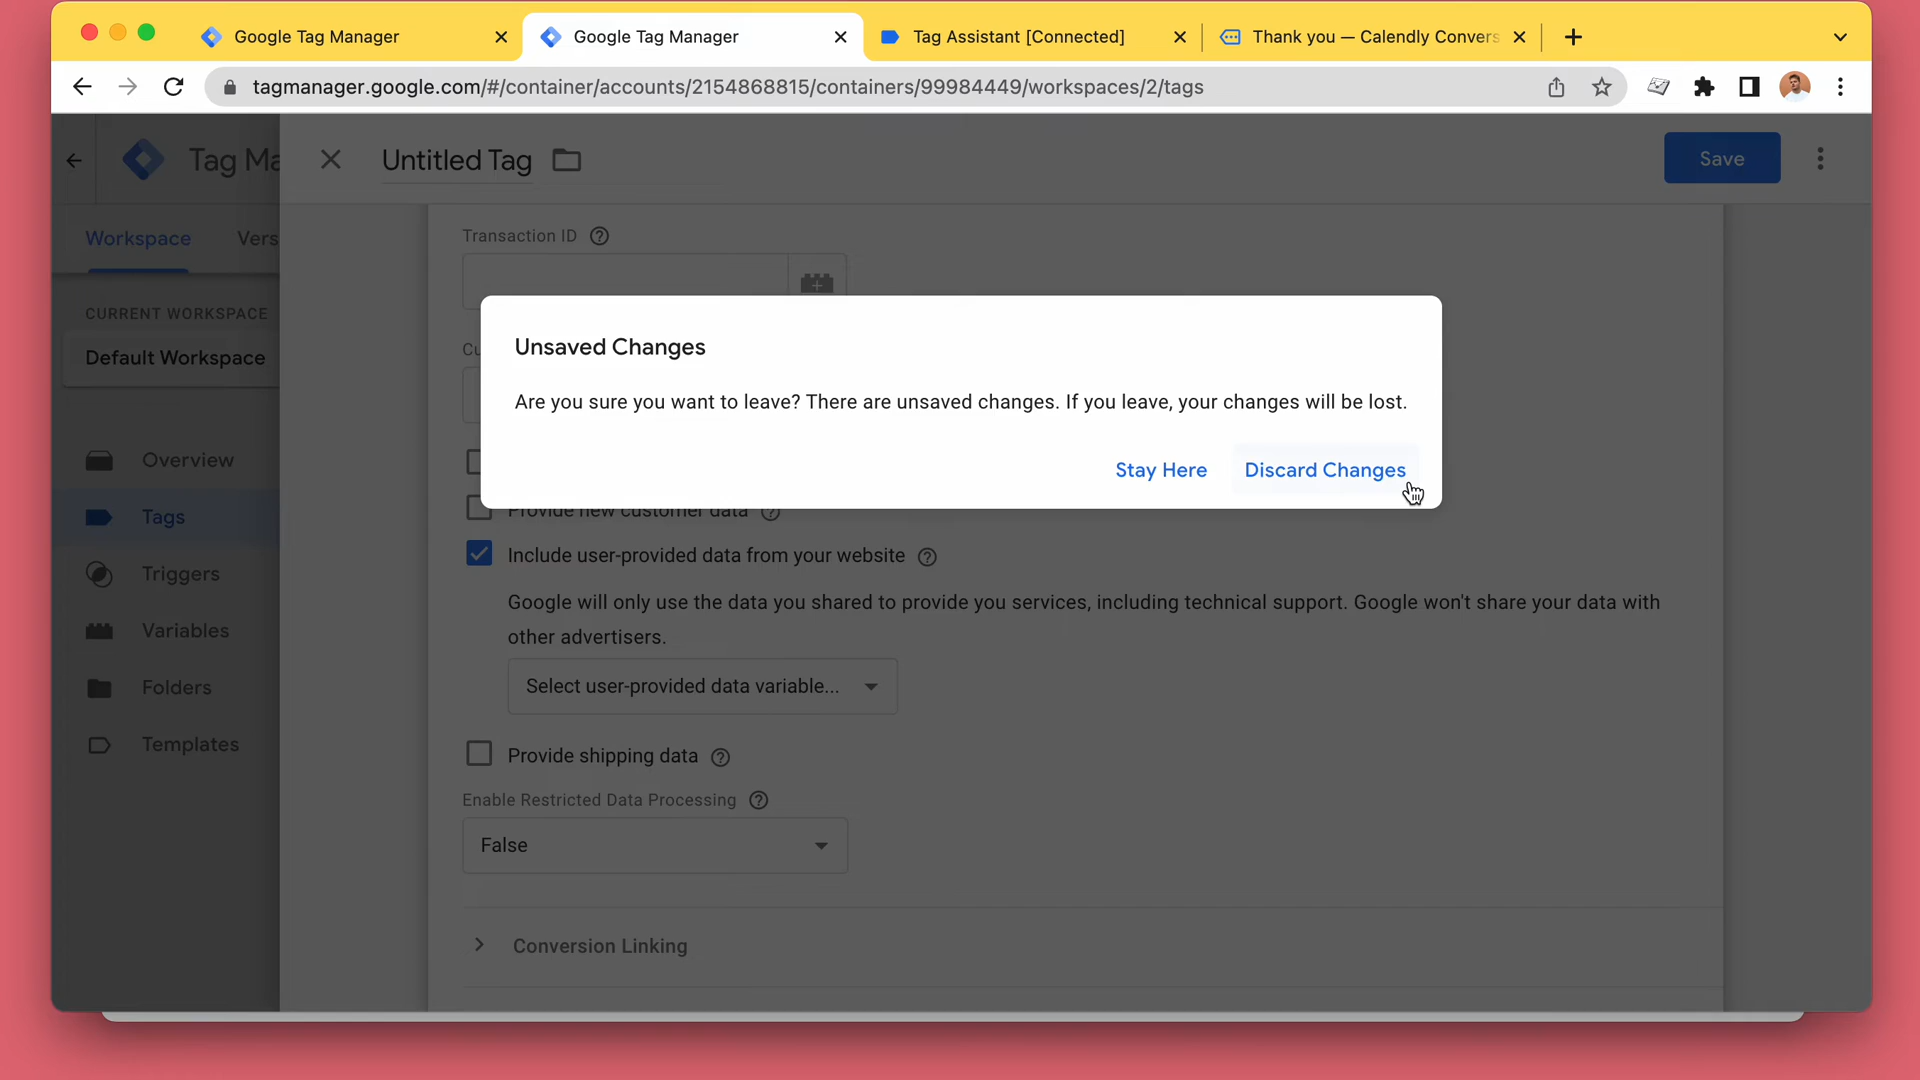 Google Tag Manager
Google Tag Manager
Tag Assistant [Connected]
Thank you — Calendly Convers
tagmanager.google.com/#/container/accounts/2154868815/containers/99984449/workspaces/2/tags
Tag Ma
Untitled Tag
Save
Workspace
Vers
CURRENT WORKSPACE
Default Workspace
Overview
Tags
Triggers
Variables
Folders
Templates
Transaction ID
Cu
Unsaved Changes
Are you sure you want to leave? There are unsaved changes. If you leave, your changes will be lost.
Stay Here
Discard Changes
Provide new customer data
Include user-provided data from your website
Google will only use the data you shared to provide you services, including technical support. Google won't share your data with
other advertisers.
Select user-provided data variable...
Provide shipping data
Enable Restricted Data Processing
False
Conversion Linking